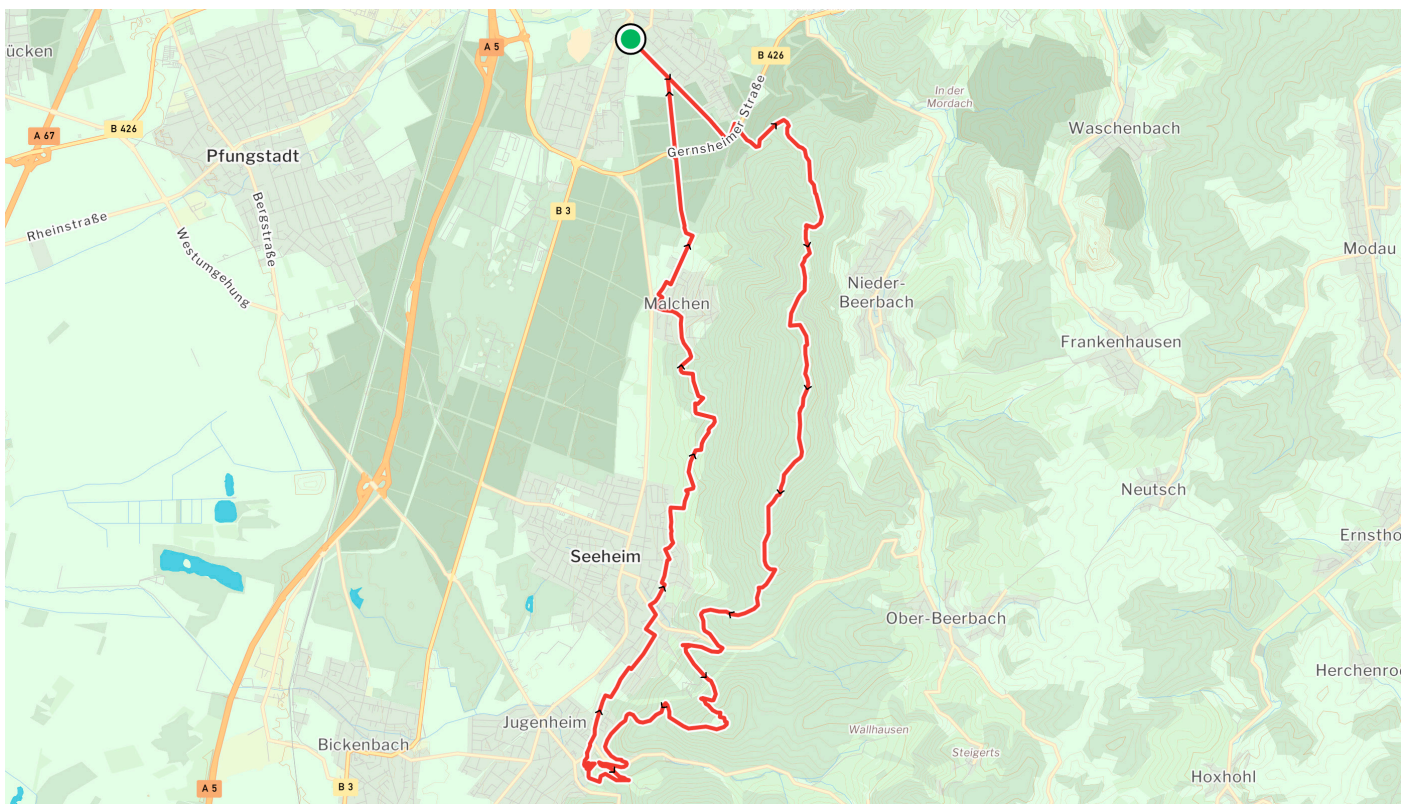 ücken
A 5
B 426
In der
Mordach
A 67
B 426
Waschenbach
Pfungstadt
Gernsheimer Straße
B 3
Rheinstraße
Bergstraße
Westumgehung
Modau
Nieder-
Beerbach
Malchen
Frankenhausen
Neutsch
Ernstho
Seeheim
Ober-Beerbach
Herchenro
Jugenheim
Wallhausen
Bickenbach
Steigerts
Hoxhohl
A 5
B 3